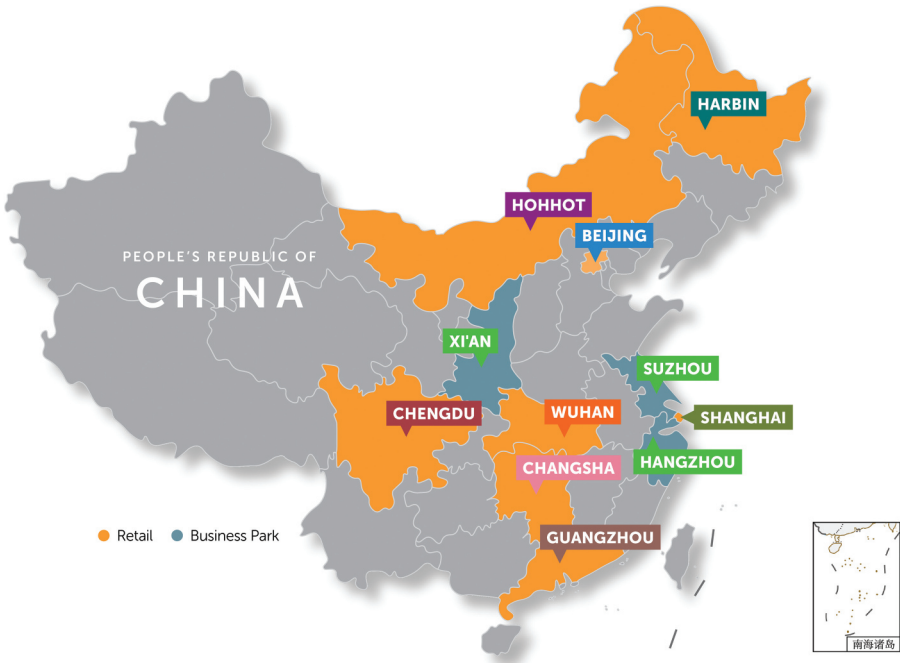 HARBIN
HOHHOT
BEIJING
PEOPLE'S REPUBLIC OF
CHINA
XI'AN
SUZHOU
CHENGDU
WUHAN
SHANGHAI
CHANGSHA
HANGZHOU
Retail
Business Park
GUANGZHOU
南海诸岛